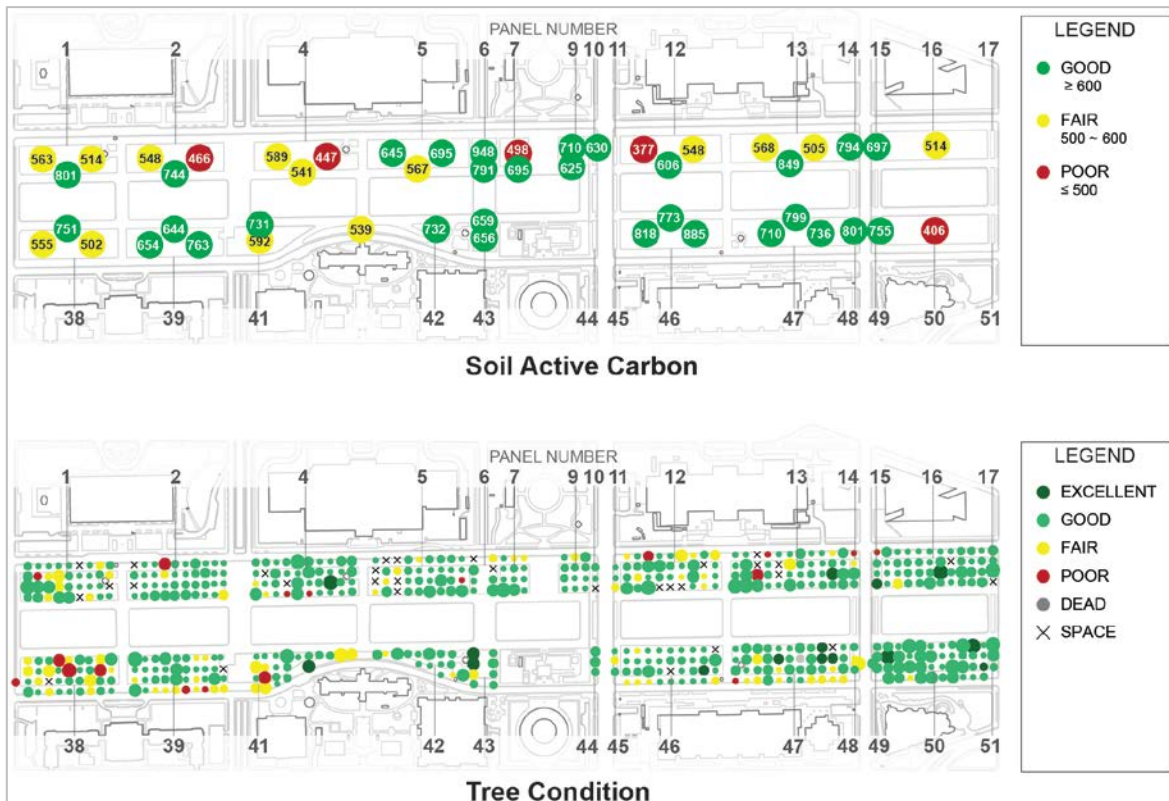 PANEL NUMBER
1 2 4 5 6 7 9 10 11 12 13 14 15 16 17
563 514 548 466 589 447 645 695 948 498 710 630 377 548 568 505 794 697 514
801 744 541 567 791 695 625 606 849
751 644 731 659 773 799
555 502 654 763 592 539 732 656 818 885 710 736 801 755 406
38 39 41 42 43 44 45 46 47 48 49 50 51
Soil Active Carbon
LEGEND
GOOD
≥ 600
FAIR
500 ~ 600
POOR
≤ 500
PANEL NUMBER
1 2 4 5 6 7 9 10 11 12 13 14 15 16 17
38 39 41 42 43 44 45 46 47 48 49 50 51
Tree Condition
LEGEND
EXCELLENT
GOOD
FAIR
POOR
DEAD
SPACE